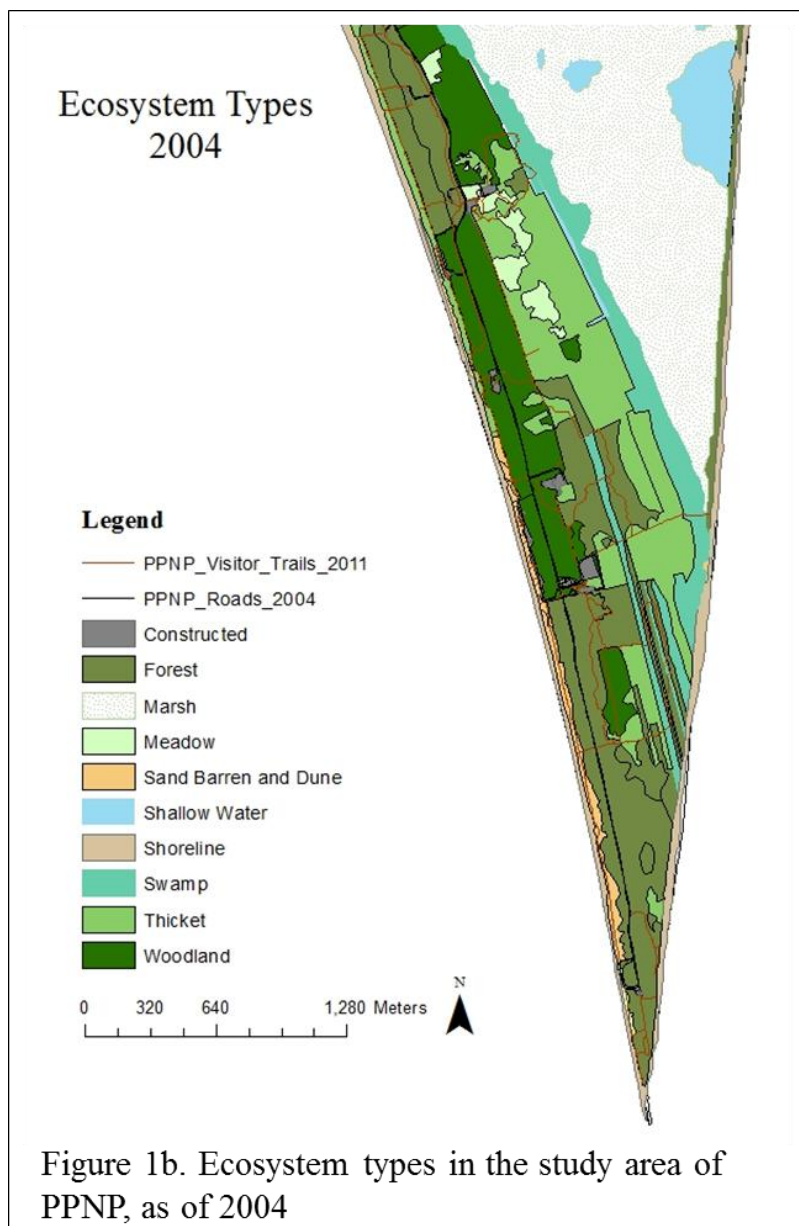 Ecosystem Types
2004
Legend
PPNP_Visitor_Trails_2011
PPNP_Roads_2004
Constructed
Forest
Marsh
Meadow
Sand Barren and Dune
Shallow Water
Shoreline
Swamp
Thicket
Woodland
0 320 640 1,280 Meters
N
Figure 1b. Ecosystem types in the study area of
PPNP, as of 2004